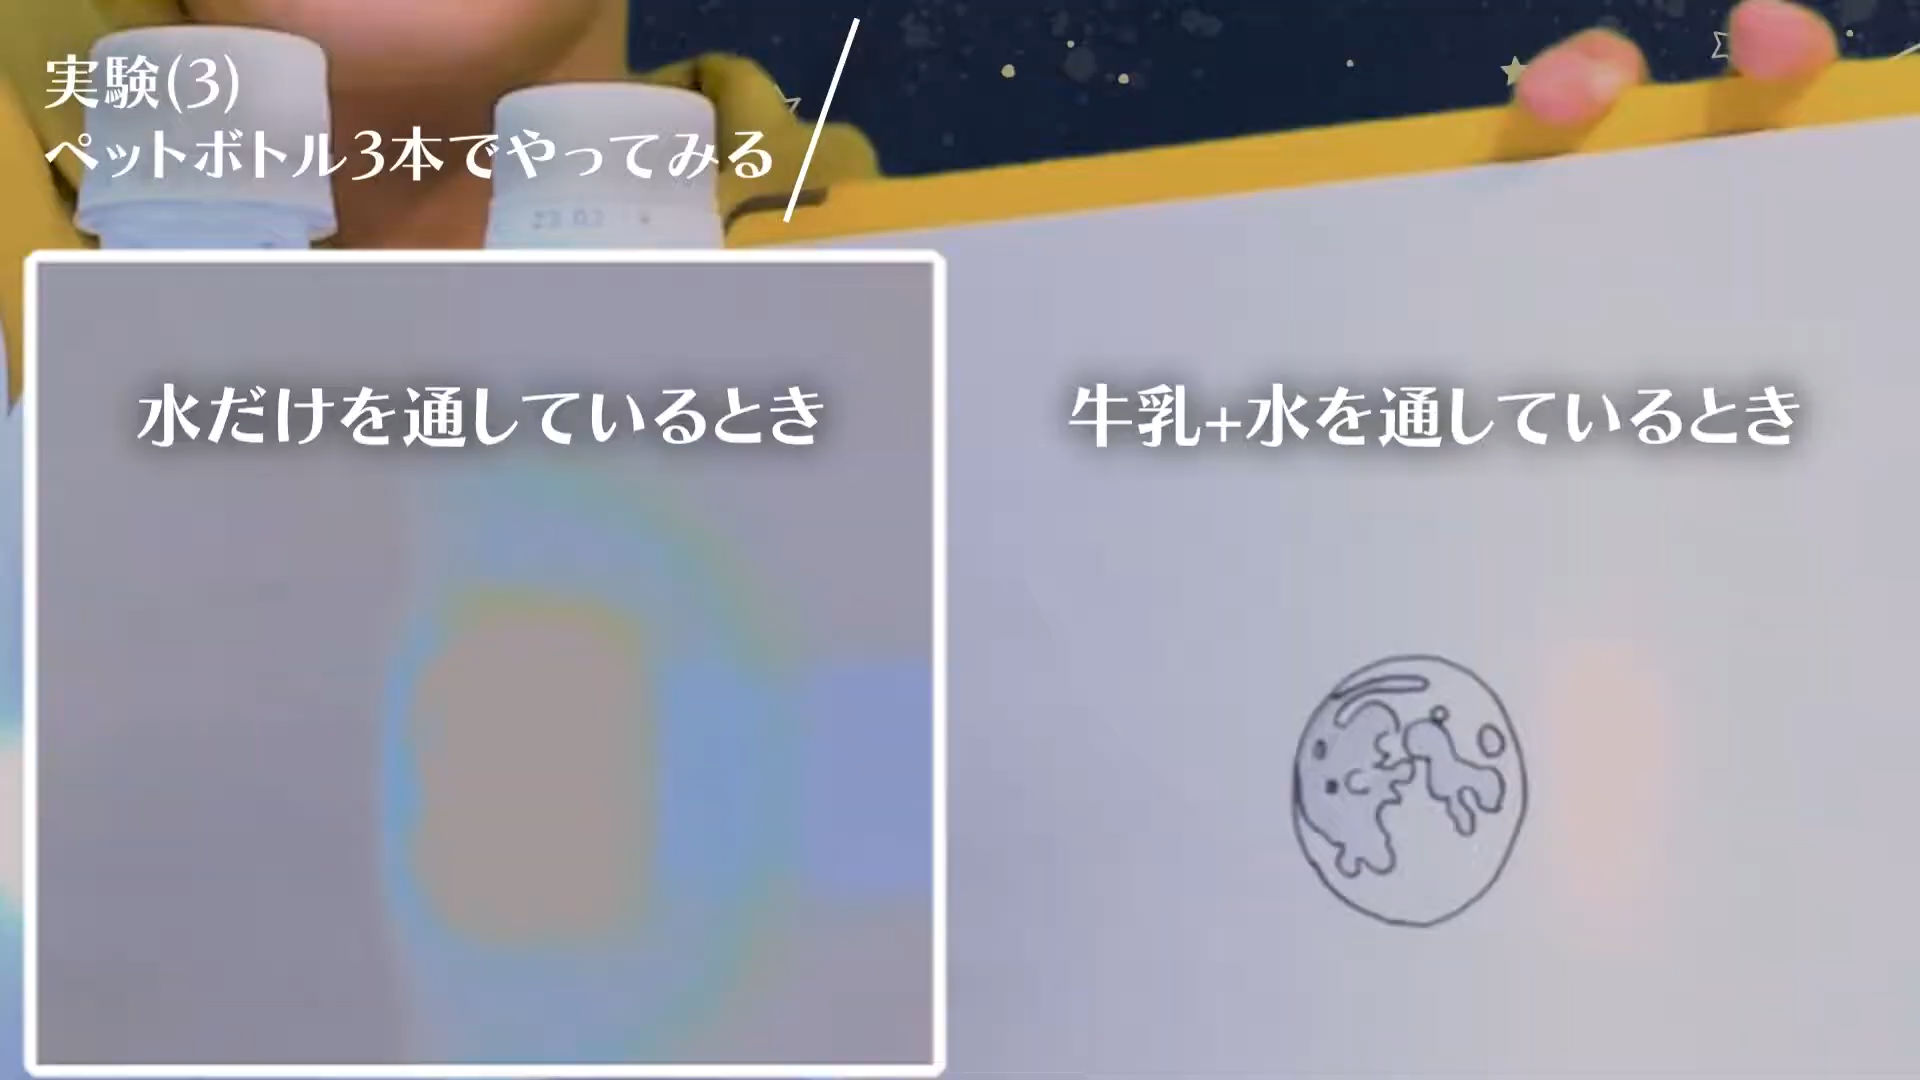 実験(3)
ペットボトル3本でやってみる
水だけを通しているとき
牛乳+水を通しているとき